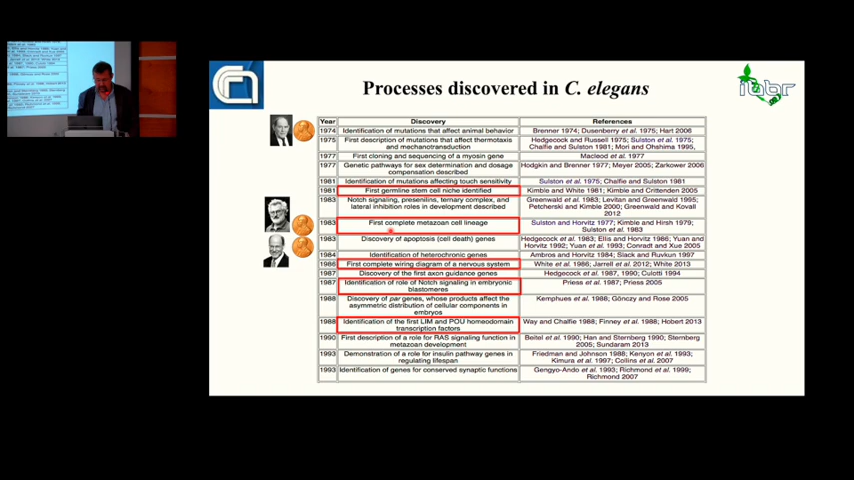 Processes discovered in C. elegans
ibbr
Year Discovery References
1974 Identification of mutations that affect animal behavior Brenner 1974; Dusenberry et al. 1975; Hart 2006
1975 First description of mutations that affect thermotaxis Hedgecock and Russell 1975; Sulston et al. 1975;
and mechanotransduction Chalfie and Sulston 1981; Mori and Ohshima 1995,
1977 First cloning and sequencing of a myosin gene Macleod et al. 1977
1977 Genetic pathways for sex determination and dosage Hodgkin and Brenner 1977; Meyer 2005; Zarkower 2006
compensation described
1981 Identification of mutations affecting touch sensitivity Sulston et al. 1975; Chalfie and Sulston 1981
1981 First germline stem cell niche identified Kimble and White 1981; Kimble and Crittenden 2005
1983 Notch signaling, presenilins, ternary complex, and Greenwald et al. 1983; Levitan and Greenwald 1995;
lateral inhibition roles in development described Petcherski and Kimble 2000; Greenwald and Kovall
2012
1983 First complete metazoan cell lineage Sulston and Horvitz 1977; Kimble and Hirsh 1979;
Sulston et al. 1983
1983 Discovery of apoptosis (cell death) genes Hedgecock et al. 1983; Ellis and Horvitz 1986; Yuan and
Horvitz 1992; Yuan et al. 1993; Conradt and Xue 2005
1984 Identification of heterochronic genes Ambros and Horvitz 1984; Slack and Ruvkun 1997
1986 First complete wiring diagram of a nervous system White et al. 1986; Jarrell et al. 2012; White 2013
1987 Discovery of the first axon guidance genes Hedgecock et al. 1987, 1990; Culotti 1994
1987 Identification of role of Notch signaling in embryonic Priess et al. 1987; Priess 2005
blastomeres
1988 Discovery of par genes, whose products affect the Kemphues et al. 1988; Gönczy and Rose 2005
asymmetric distribution of cellular components in
embryos
1988 Identification of the first LIM and POU homeodomain Way and Chalfie 1988; Finney et al. 1988; Hobert 2013
transcription factors
1990 First description of a role for RAS signaling function in Beitel et al. 1990; Han and Sternberg 1990; Sternberg
metazoan development 2005; Sundaram 2013
1993 Demonstration of a role for insulin pathway genes in Friedman and Johnson 1988; Kenyon et al. 1993;
regulating lifespan Kimura et al. 1997; Collins et al. 2007
1993 Identification of genes for conserved synaptic functions Gengyo-Ando et al. 1993; Richmond et al. 1999;
Richmond 2007